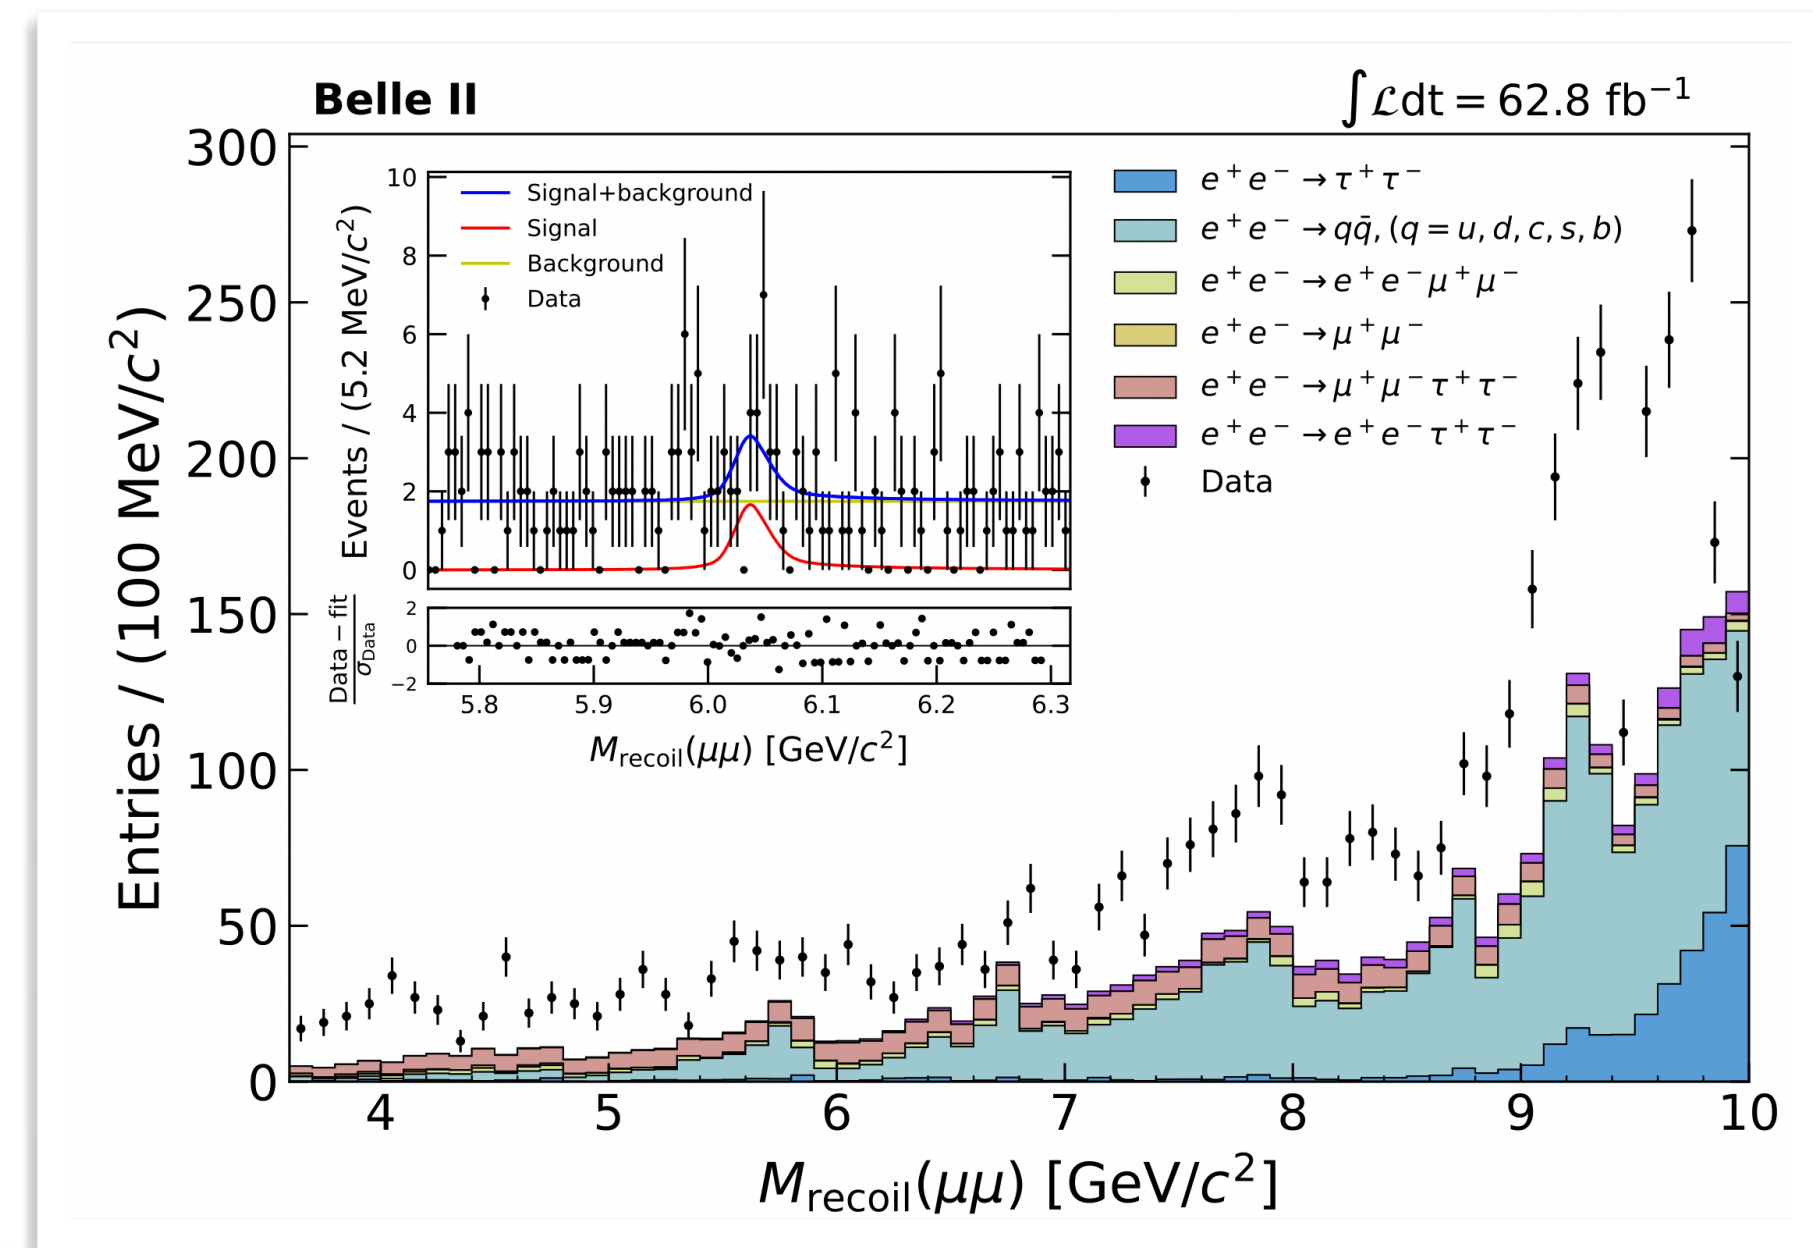 Belle II
∫ℒdt = 62.8 fb⁻¹
Entries / (100 MeV/c²)
300
250
200
150
100
50
0
4 5 6 7 8 9 10
M_recoil(μμ) [GeV/c²]
e⁺e⁻ → τ⁺τ⁻
e⁺e⁻ → qq̄, (q = u, d, c, s, b)
e⁺e⁻ → e⁺e⁻μ⁺μ⁻
e⁺e⁻ → μ⁺μ⁻
e⁺e⁻ → μ⁺μ⁻τ⁺τ⁻
e⁺e⁻ → e⁺e⁻τ⁺τ⁻
Data
Events / (5.2 MeV/c²)
10
8
6
4
2
0
Signal+background
Signal
Background
Data
Data − fit
σ_Data
2
0
−2
5.8 5.9 6.0 6.1 6.2 6.3
M_recoil(μμ) [GeV/c²]